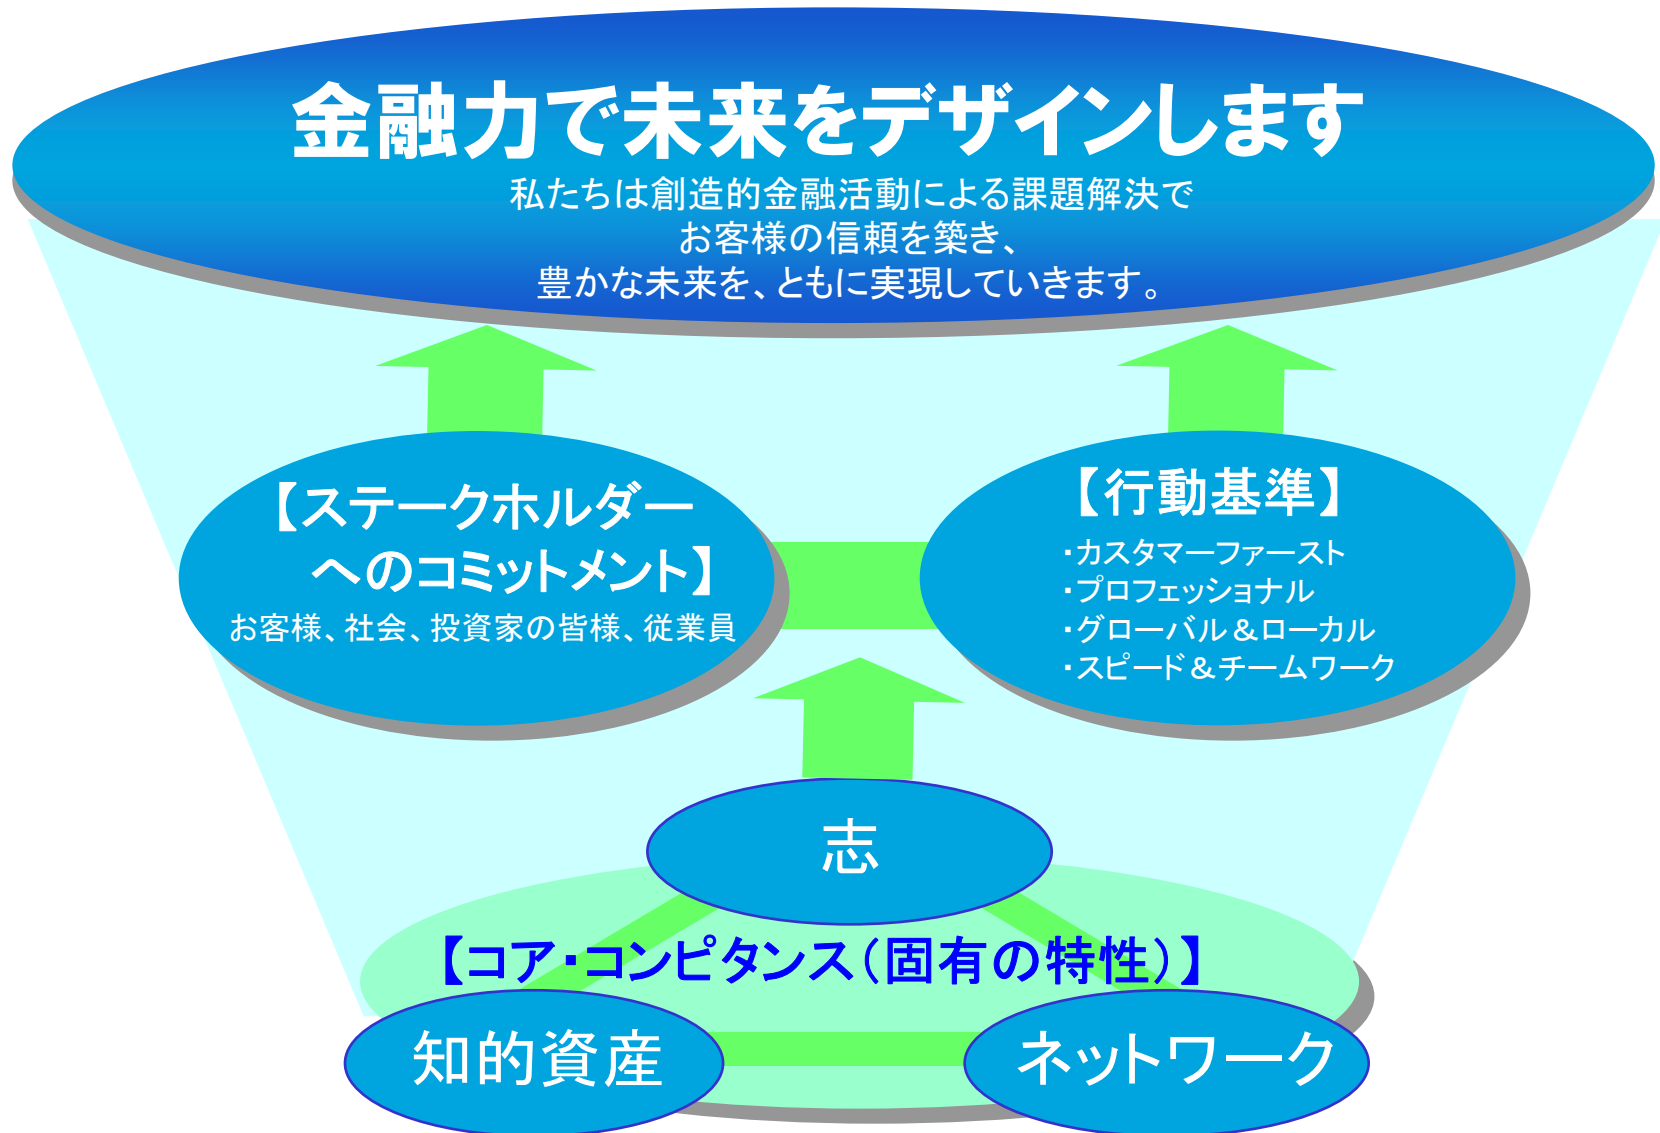 金融力で未来をデザインします
私たちは創造的金融活動による課題解決で
お客様の信頼を築き、
豊かな未来を、ともに実現していきます。
【ステークホルダー
へのコミットメント】
お客様、社会、投資家の皆様、従業員
【行動基準】
・カスタマーファースト
・プロフェッショナル
・グローバル＆ローカル
・スピード＆チームワーク
志
【コア・コンピタンス（固有の特性）】
知的資産
ネットワーク